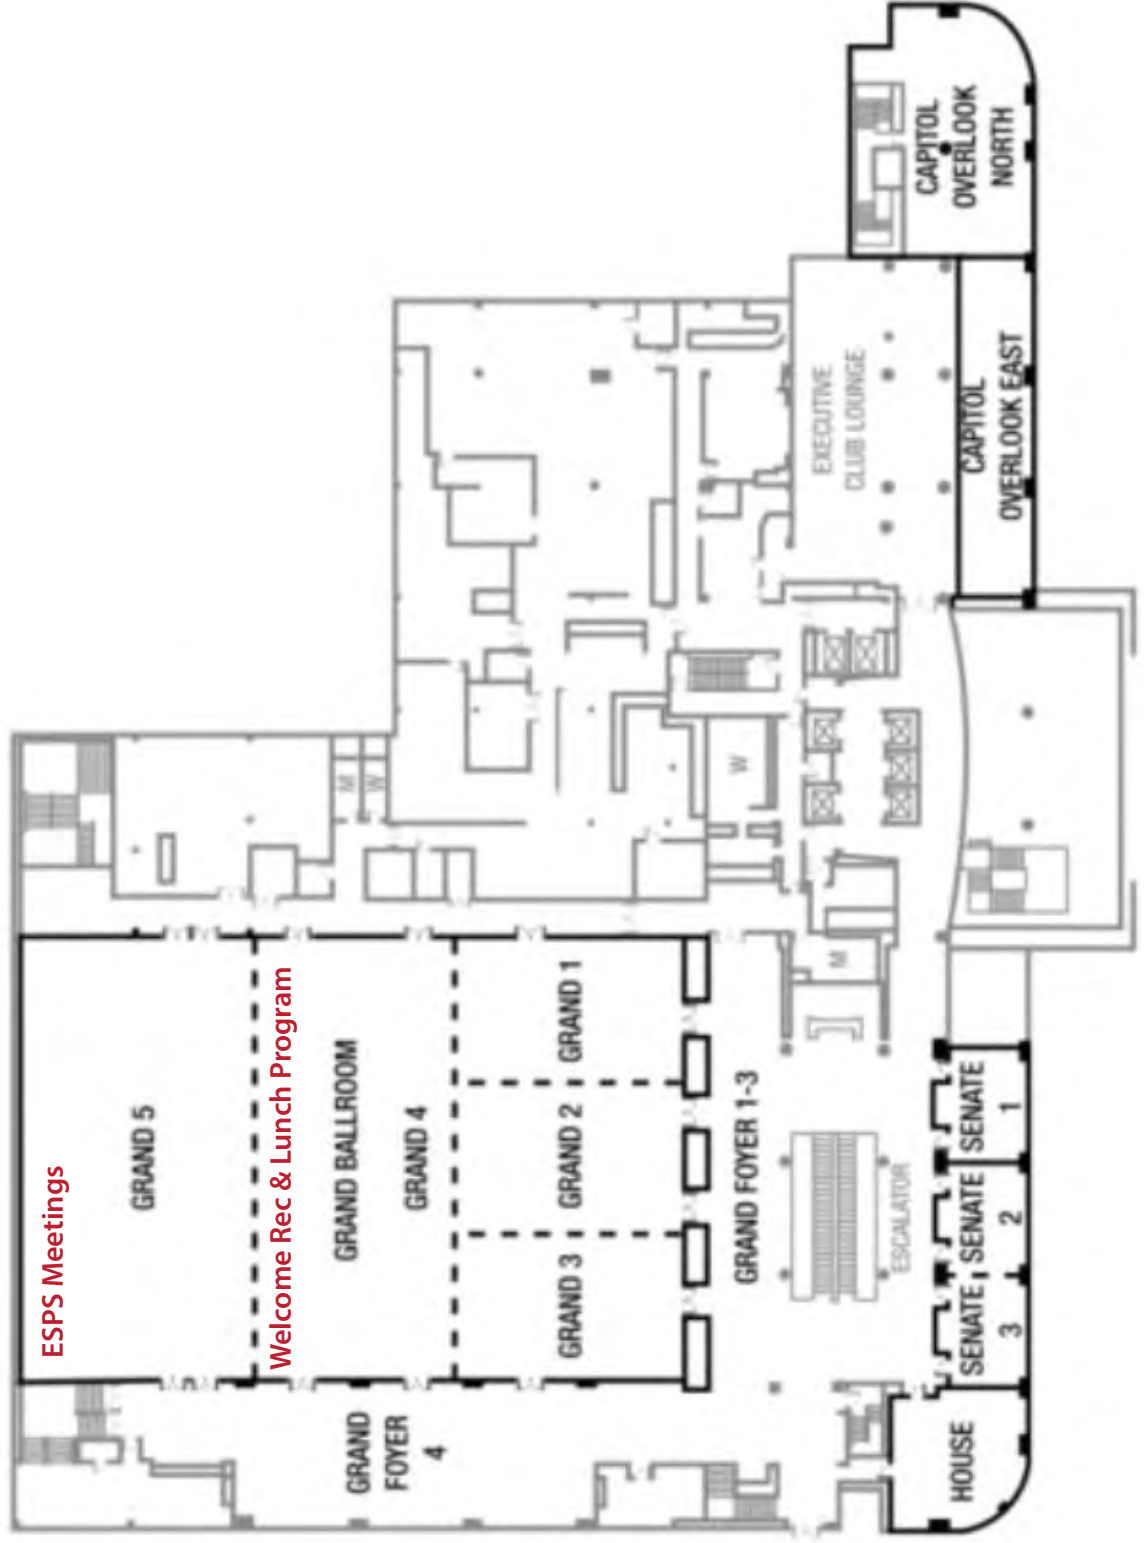 ESPS Meetings
GRAND 5
Welcome Rec & Lunch Program
GRAND BALLROOM
GRAND 4
GRAND 3
GRAND 2
GRAND 1
GRAND
FOYER
4
GRAND FOYER 1-3
M
W
W
M
ESCALATOR
HOUSE
SENATE
3
SENATE
2
SENATE
1
EXECUTIVE
CLUB LOUNGE
CAPITOL
OVERLOOK EAST
CAPITOL
OVERLOOK
NORTH